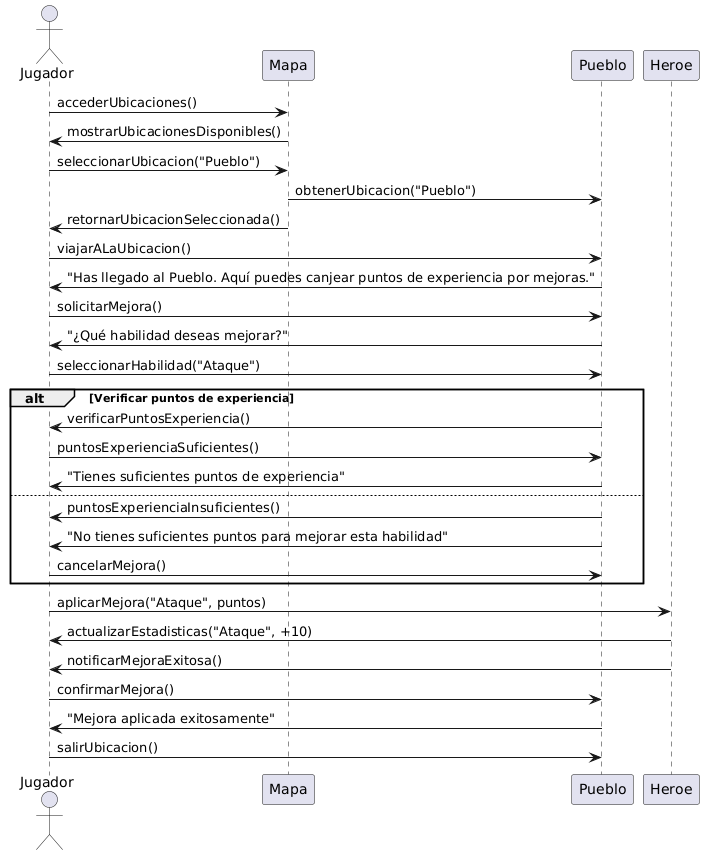 Jugador
Mapa
Pueblo
Heroe
accederUbicaciones()
mostrarUbicacionesDisponibles()
seleccionarUbicacion("Pueblo")
obtenerUbicacion("Pueblo")
retornarUbicacionSeleccionada()
viajarALaUbicacion()
"Has llegado al Pueblo. Aquí puedes canjear puntos de experiencia por mejoras."
solicitarMejora()
"¿Qué habilidad deseas mejorar?"
seleccionarHabilidad("Ataque")
alt [Verificar puntos de experiencia]
verificarPuntosExperiencia()
puntosExperienciaSuficientes()
"Tienes suficientes puntos de experiencia"
puntosExperienciaInsuficientes()
"No tienes suficientes puntos para mejorar esta habilidad"
cancelarMejora()
aplicarMejora("Ataque", puntos)
actualizarEstadisticas("Ataque", +10)
notificarMejoraExitosa()
confirmarMejora()
"Mejora aplicada exitosamente"
salirUbicacion()
Jugador
Mapa
Pueblo
Heroe